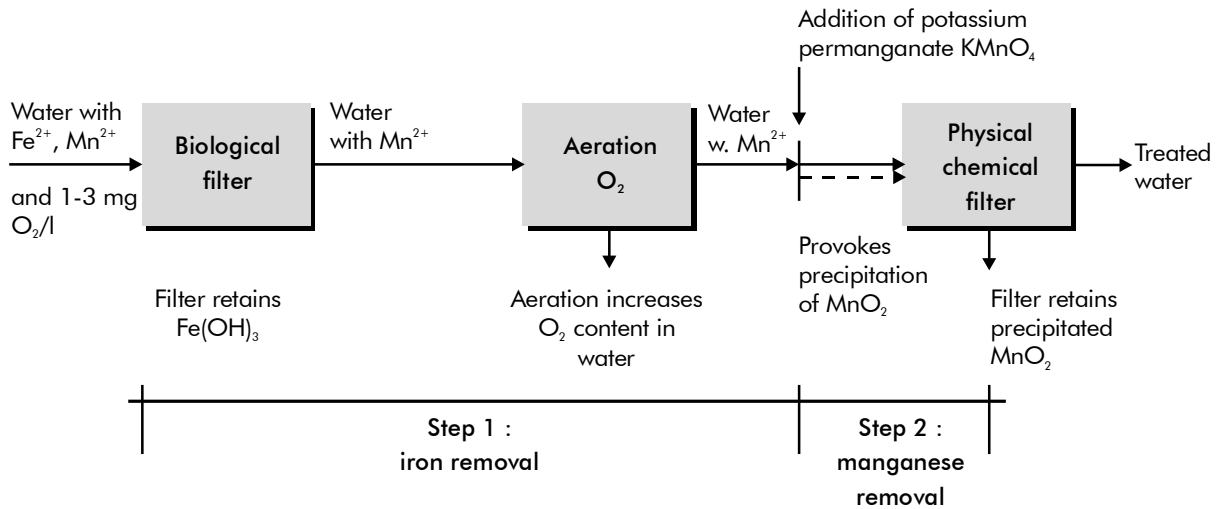 Addition of potassium
permanganate KMnO₄
Water with
Fe²⁺, Mn²⁺
and 1-3 mg
O₂/l
Biological
filter
Water
with Mn²⁺
Aeration
O₂
Water
w. Mn²⁺
Physical
chemical
filter
Treated
water
Filter retains
Fe(OH)₃
Aeration increases
O₂ content in
water
Provokes
precipitation
of MnO₂
Filter retains
precipitated
MnO₂
Step 1 :
iron removal
Step 2 :
manganese
removal